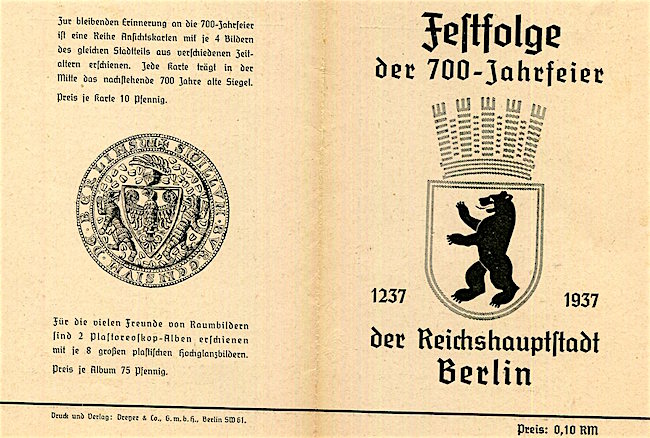 Zur bleibenden Erinnerung an die 700-Jahrfeier
ist eine Reihe Ansichtskarten mit je 4 Bildern
des gleichen Stadtteils aus verschiedenen Zeit-
altern erschienen. Jede Karte trägt in der
Mitte das nachstehende 700 Jahre alte Siegel.
Preis je Karte 10 Pfennig.
Für die vielen Freunde von Raumbildern
sind 2 Plastoreoskop-Alben erschienen
mit je 8 großen plastischen Hochglanzbildern.
Preis je Album 75 Pfennig.
Druck und Verlag: Dreyer & Co., G.m.b.H., Berlin SW 61.
Festfolge
der 700-Jahrfeier
1237 1937
der Reichshauptstadt
Berlin
Preis: 0,10 RM